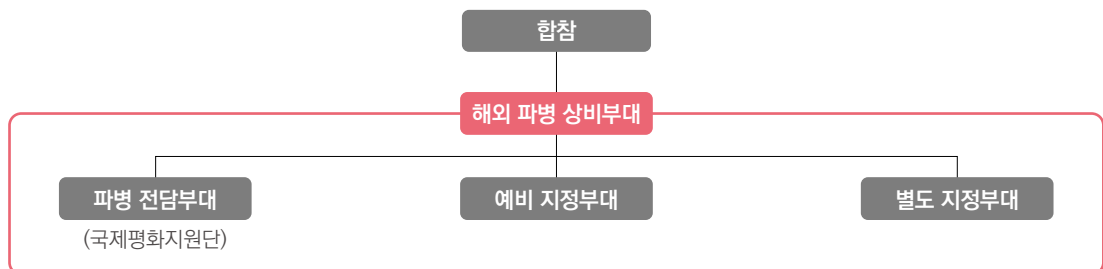 합참
해외 파병 상비부대
파병 전담부대
예비 지정부대
별도 지정부대
(국제평화지원단)